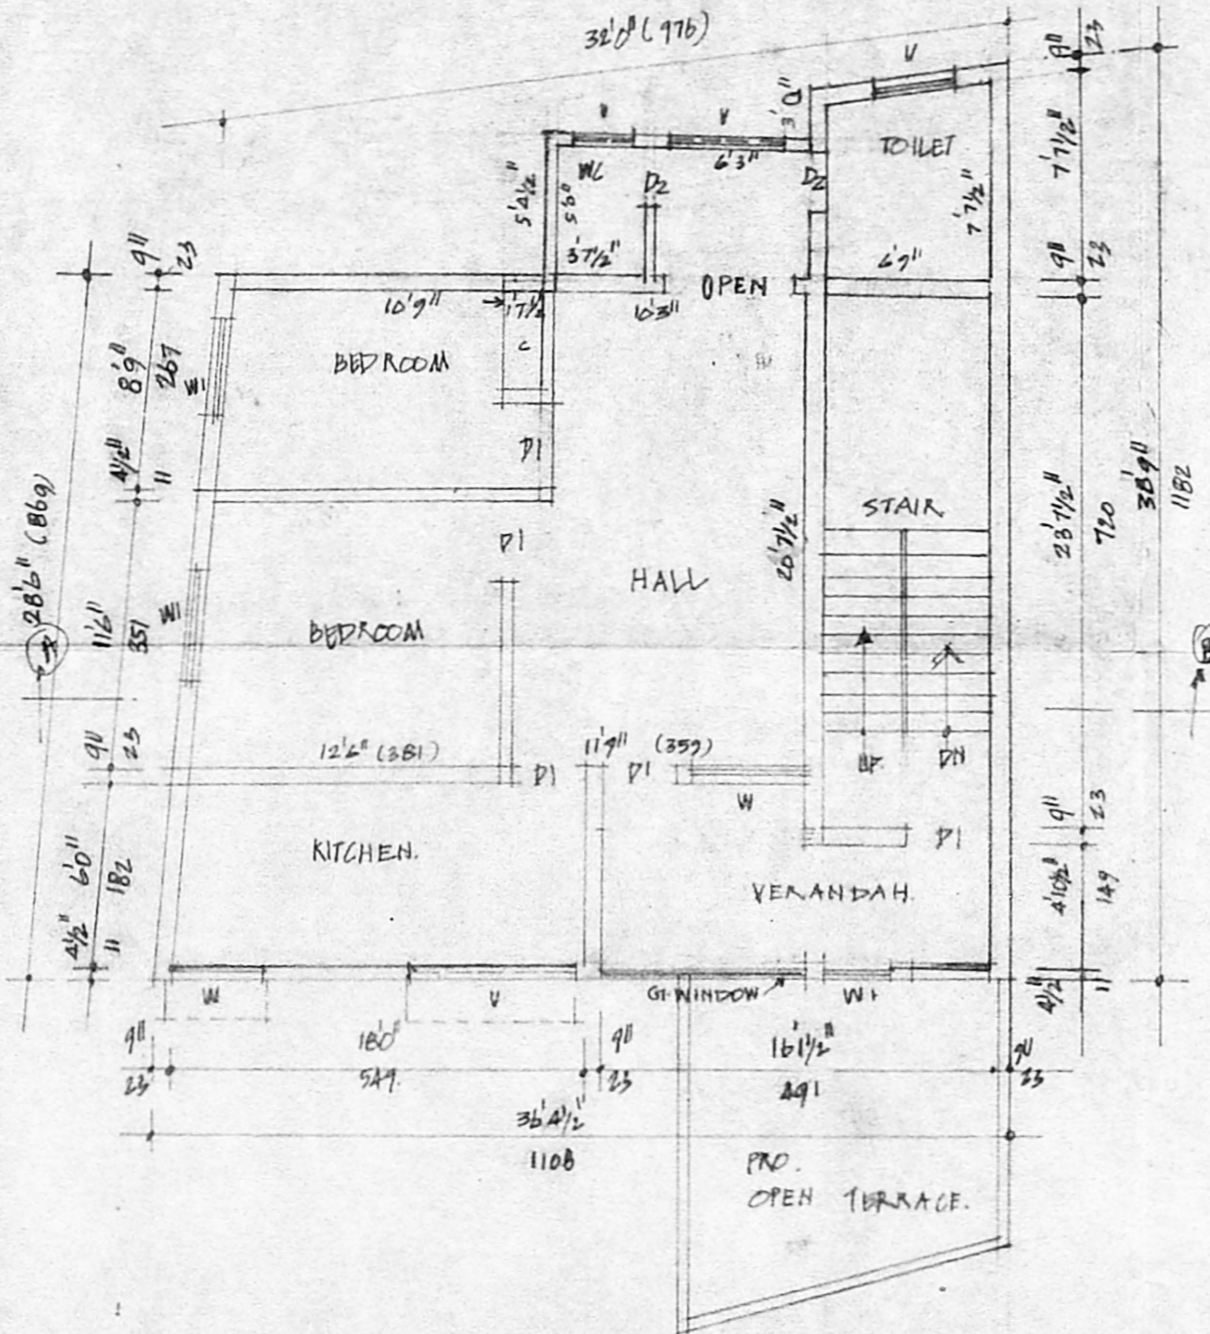 32'0" (976)
9"
23
V
3'0"
TOILET
7'7½"
7'7½"
V
V
6'3"
WC
D2
D2
5'4½"
5'6"
3'7½"
6'9"
9"
23
9"
23
OPEN
10'9"
1'7½
10'3"
C
BEDROOM
8'9"
267
W1
D1
4½"
11
38'9"
1182
STAIR
23'7½"
720
20'7½"
28'6" (869)
D1
HALL
W1
BEDROOM
11'6"
351
B
9"
23
12'6" (381)
11'9" (359)
D1
D1
UP
DN
W
9"
23
D1
KITCHEN.
VERANDAH.
6'0"
182
4'10½"
149
4½"
11
W
V
G.WINDOW
W1
4½"
11
9"
23
18'0"
549.
9"
23
16'1½"
491
9"
23
36'4½"
1108
PRO.
OPEN TERRACE.